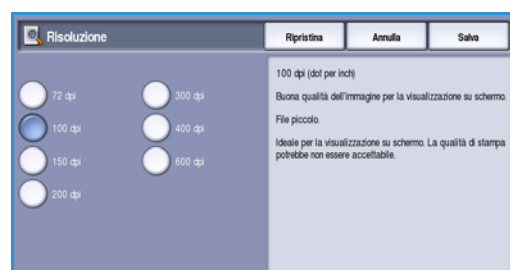 Risoluzione
Ripristina
Annulla
Salva
72 dpi
300 dpi
100 dpi
400 dpi
150 dpi
600 dpi
200 dpi
100 dpi (dot per inch)
Buona qualità dell'immagine per la visualizzazione su schermo.
File piccolo.
Ideale per la visualizzazione su schermo. La qualità di stampa
potrebbe non essere accettabile.